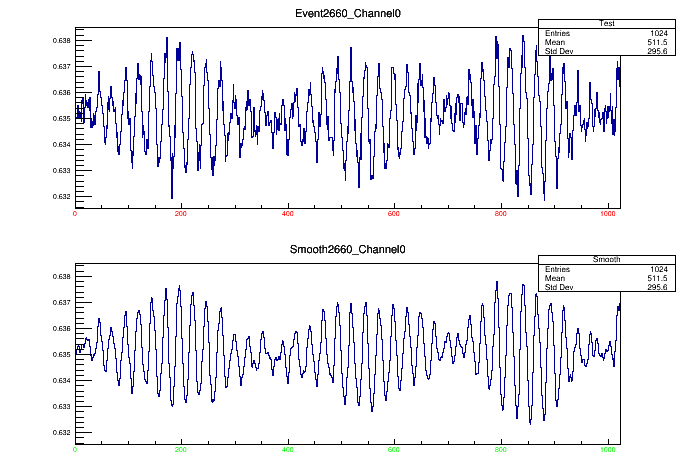 Event2660_Channel0
Test
Entries 1024
Mean 511.5
Std Dev 295.6
0.638
0.637
0.636
0.635
0.634
0.633
0.632
0 200 400 600 800 1000
Smooth2660_Channel0
Smooth
Entries 1024
Mean 511.5
Std Dev 295.6
0.638
0.637
0.636
0.635
0.634
0.633
0.632
0 200 400 600 800 1000